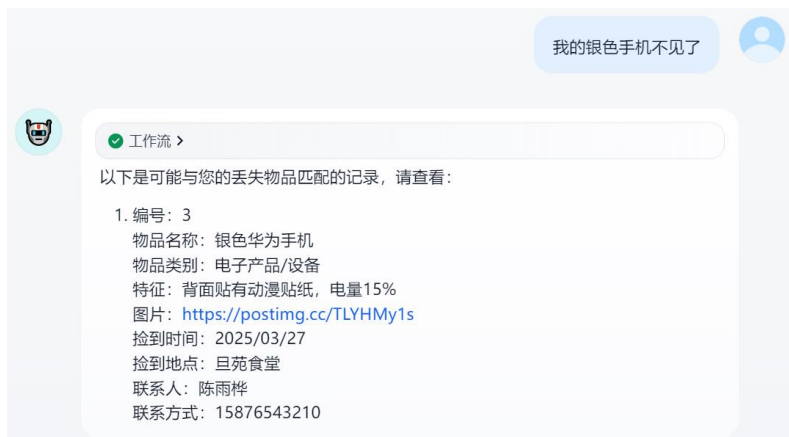 我的银色手机不见了
工作流 >
以下是可能与您的丢失物品匹配的记录，请查看：
1. 编号：3
物品名称：银色华为手机
物品类别：电子产品/设备
特征：背面贴有动漫贴纸，电量15%
图片：https://postimg.cc/TLYHMy1s
捡到时间：2025/03/27
捡到地点：旦苑食堂
联系人：陈雨桦
联系方式：15876543210